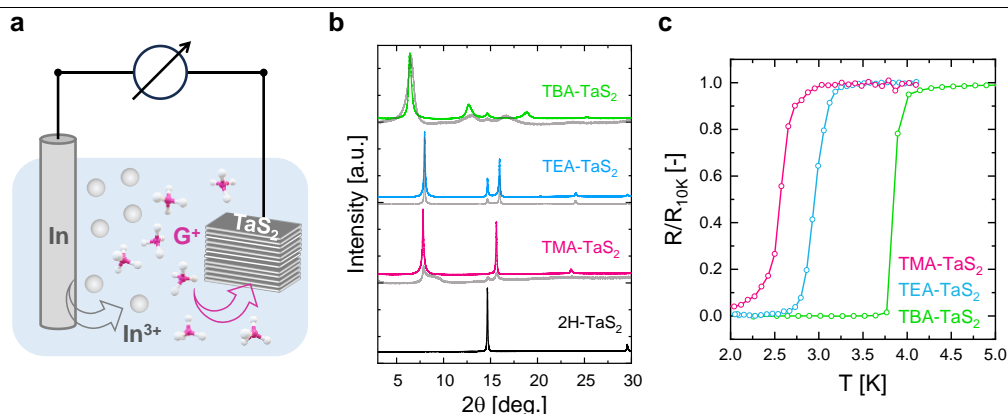 a
In
G⁺
TaS₂
In³⁺
b
Intensity [a.u.]
TBA-TaS₂
TEA-TaS₂
TMA-TaS₂
2H-TaS₂
5 10 15 20 25 30
2θ [deg.]
c
R/R₁₀K [-]
1.0
0.8
0.6
0.4
0.2
0.0
TMA-TaS₂
TEA-TaS₂
TBA-TaS₂
2.0 2.5 3.0 3.5 4.0 4.5 5.0
T [K]